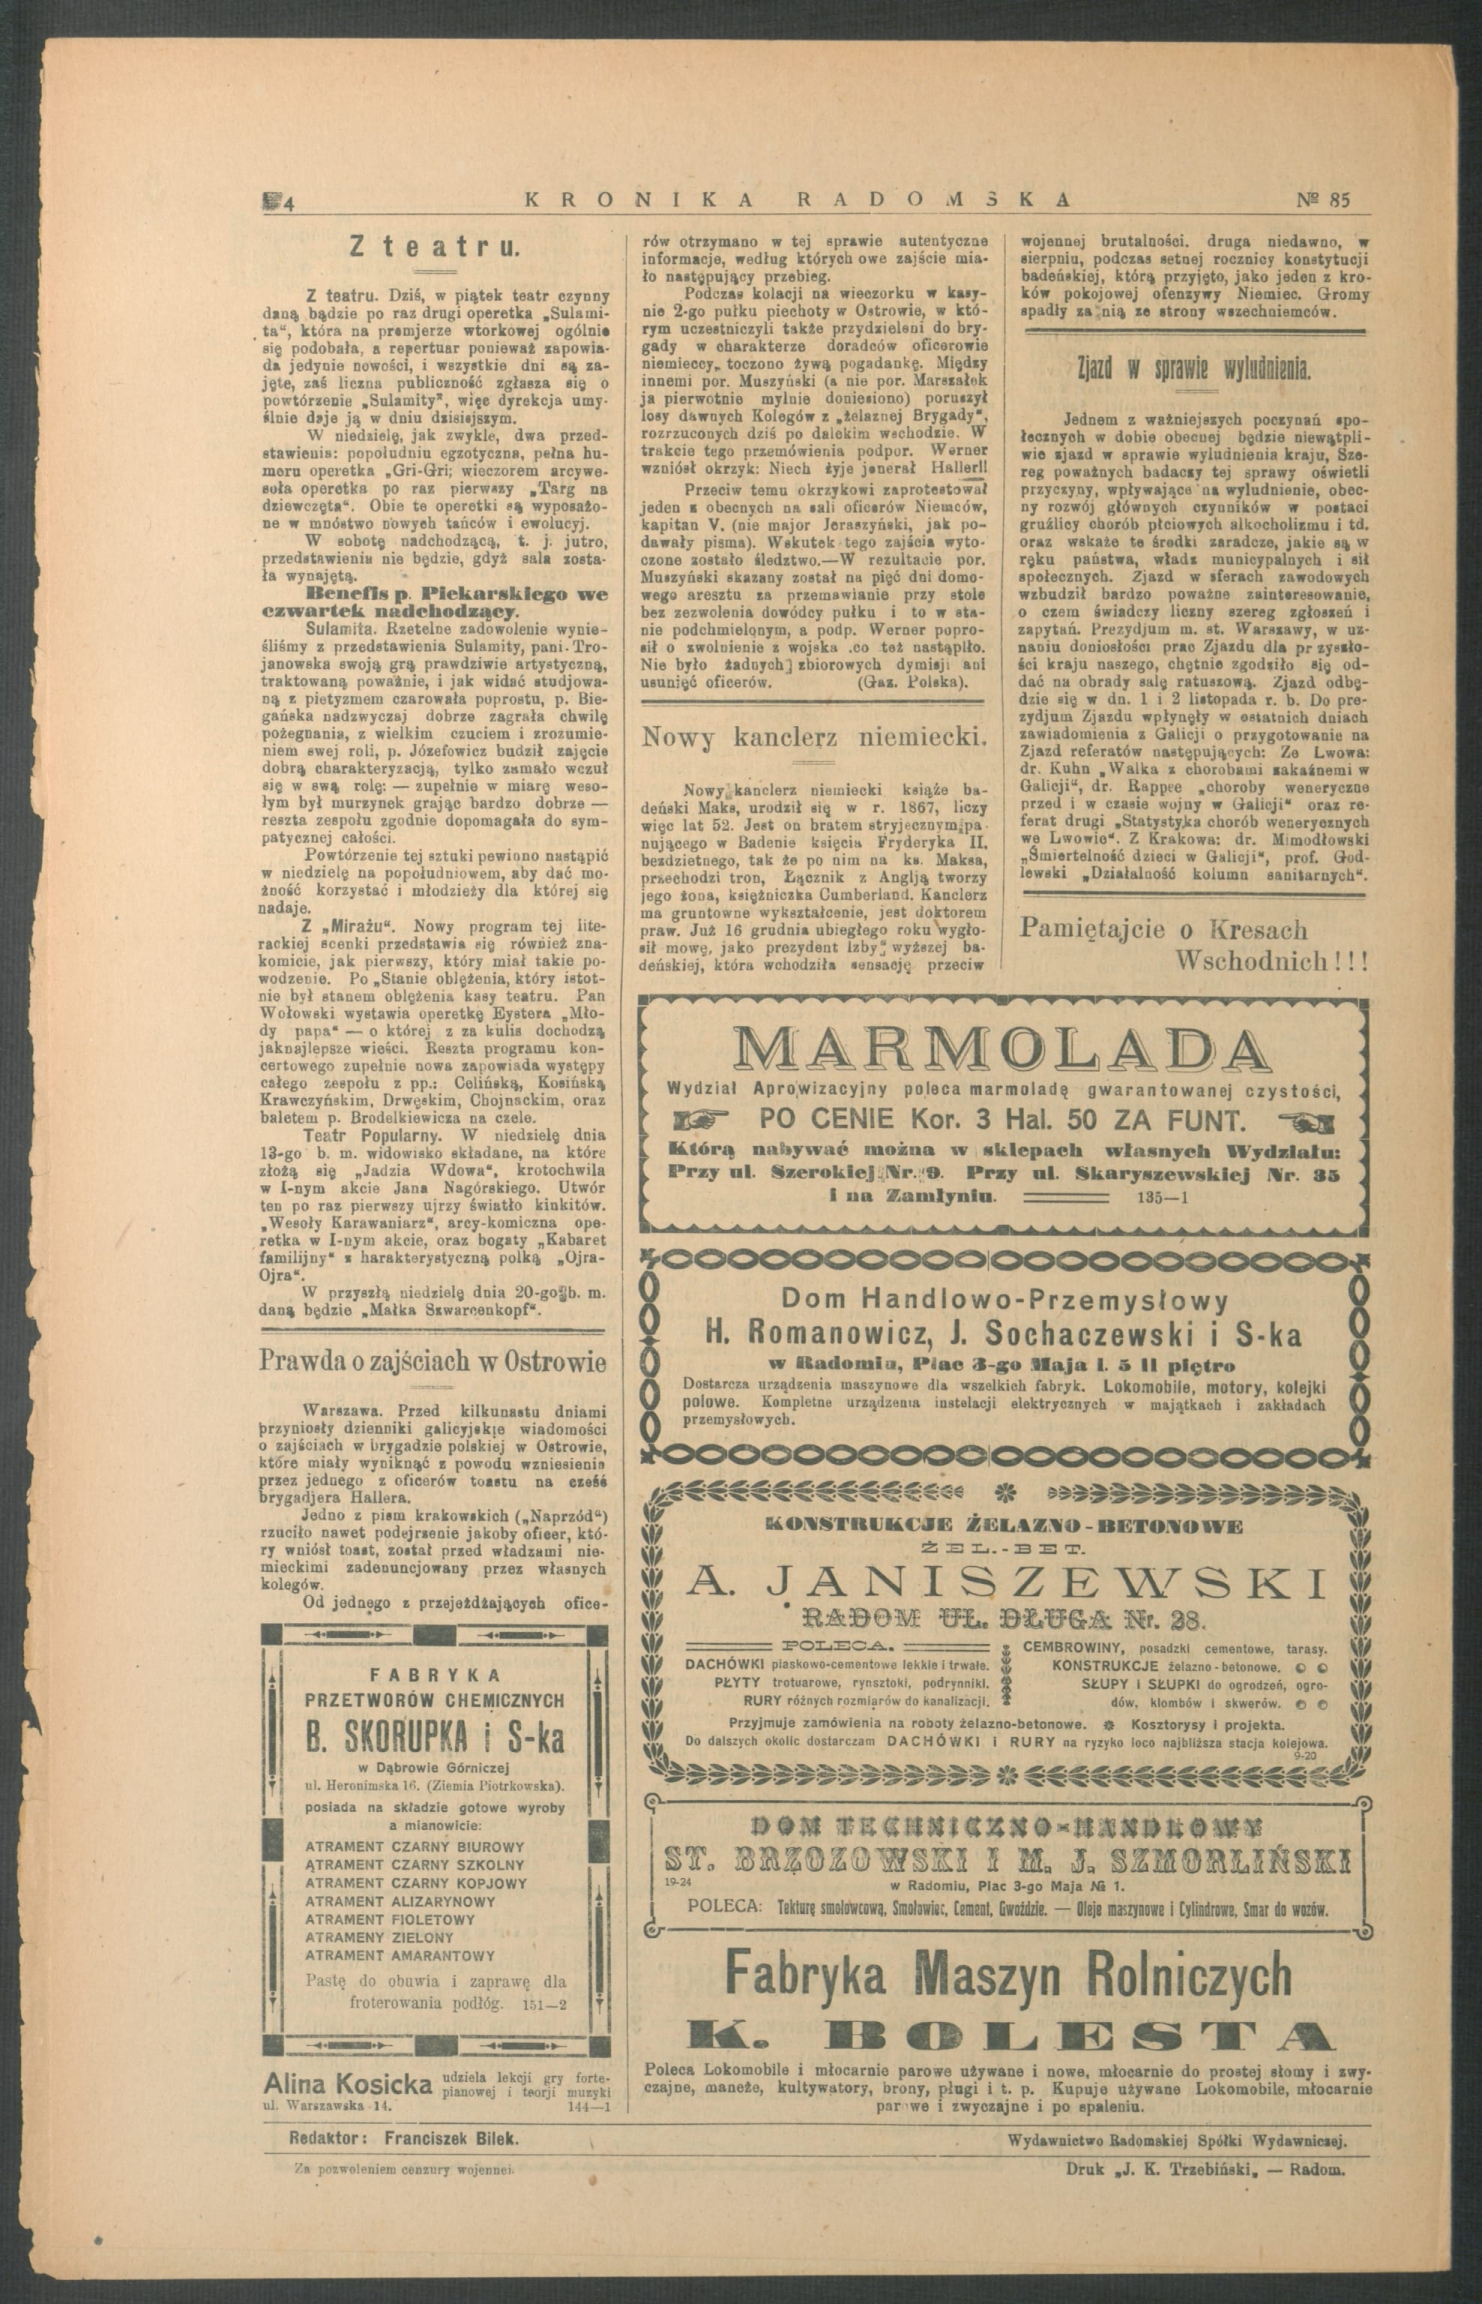 4
KRONIKA RADOMSKA
№ 85
Z teatru.
Z teatru. Dziś, w piątek teatr czynny
daną bądzie po raz drugi operetka „Sulami-
ta“, która na premjerze wtorkowej ogólnie
się podobała, a repertuar ponieważ zapowia-
da jedynie nowości, i wszystkie dni są za-
jęte, zaś liczna publiczność zgłasza się o
powtórzenie „Sulamity“, więc dyrekcja umy-
ślnie daje ją w dniu dzisiejszym.
W niedzielę, jak zwykle, dwa przed-
stawienia: popołudniu egzotyczna, pełna hu-
moru operetka „Gri-Gri; wieczorem arcywe-
soła operetka po raz pierwszy „Targ na
dziewczęta“. Obie te operetki są wyposażo-
ne w mnóstwo nowych tańców i ewolucyj.
W sobotę nadchodzącą, t. j. jutro,
przedstawienia nie będzie, gdyż sala zosta-
ła wynajętą.
Benefis p. Piekarskiego we
czwartek nadchodzący.
Sulamita. Rzetelne zadowolenie wynie-
śliśmy z przedstawienia Sulamity, pani Tro-
janowska swoją grą prawdziwie artystyczną,
traktowaną poważnie, i jak widać studjowa-
ną z pietyzmem czarowała poprostu, p. Bie-
gańska nadzwyczaj dobrze zagrała chwilę
pożegnania, z wielkim czuciem i zrozumie-
niem swej roli, p. Józefowicz budził zajęcie
dobrą charakteryzacją, tylko zamało wczuł
się w swą rolę: — zupełnie w miarę weso-
łym był murzynek grając bardzo dobrze —
reszta zespołu zgodnie dopomagała do sym-
patycznej całości.
Powtórzenie tej sztuki pewinno nastąpić
w niedzielę na popołudniowem, aby dać mo-
żność korzystać i młodzieży dla której się
nadaje.
Z „Mirażu“. Nowy program tej lite-
rackiej scenki przedstawia się również zna-
komicie, jak pierwszy, który miał takie po-
wodzenie. Po „Stanie oblężenia, który istot-
nie był stanem oblężenia kasy teatru. Pan
Wołowski wystawia operetkę Eystera „Mło-
dy papa“ — o której z za kulis dochodzą
jaknajlepsze wieści. Reszta programu kon-
certowego zupełnie nowa zapowiada występy
całego zespołu z pp.: Celińską, Kosińską
Krawczyńskim, Drwęskim, Chojnackim, oraz
baletem p. Brodelkiewicza na czele.
Teatr Popularny. W niedzielę dnia
13-go b. m. widowisko składane, na które
złożą się „Jadzia Wdowa“, krotochwila
w I-nym akcie Jana Nagórskiego. Utwór
ten po raz pierwszy ujrzy światło kinkitów.
„Wesoły Karawaniarz“, arcy-komiczna ope-
retka w I-nym akcie, oraz bogaty „Kabaret
familijny“ z harakterystyczną polką „Ojra-
Ojra“.
W przyszłą niedzielę dnia 20-go b. m.
daną będzie „Małka Szwarcenkopf“.
Prawda o zajściach w Ostrowie
Warszawa. Przed kilkunastu dniami
przyniosły dzienniki galicyjskie wiadomości
o zajściach w brygadzie polskiej w Ostrowie,
które miały wyniknąć z powodu wzniesienia
przez jednego z oficerów toastu na cześć
brygadjera Hallera.
Jedno z pism krakowskich („Naprzód“)
rzuciło nawet podejrzenie jakoby oficer, któ-
ry wniósł toast, został przed władzami nie-
mieckimi zadenuncjowany przez własnych
kolegów.
Od jednego z przejeżdżających ofice-
rów otrzymano w tej sprawie autentyczne
informacje, według których owe zajście mia-
ło następujący przebieg.
Podczas kolacji na wieczorku w kasy-
nie 2-go pułku piechoty w Ostrowie, w któ-
rym uczestniczyli także przydzieleni do bry-
gady w charakterze doradców oficerowie
niemieccy, toczono żywą pogadankę. Między
innemi por. Muszyński (a nie por. Marszałek
ja pierwotnie mylnie doniesiono) poruszył
losy dawnych Kolegów z „żelaznej Brygady“,
rozrzuconych dziś po dalekim wschodzie. W
trakcie tego przemówienia podpor. Werner
wzniósł okrzyk: Niech żyje jenerał Haller!!
Przeciw temu okrzykowi zaprotestował
jeden z obecnych na sali oficerów Niemców,
kapitan V. (nie major Jeraszyński, jak po-
dawały pisma). Wskutek tego zajścia wyto-
czone zostało śledztwo.—W rezultacie por.
Muszyński skazany został na pięć dni domo-
wego aresztu za przemawianie przy stole
bez zezwolenia dowódcy pułku i to w sta-
nie podchmielonym, a podp. Werner popro-
sił o zwolnienie z wojska .co też nastąpiło.
Nie było żadnych zbiorowych dymisji ani
usunięć oficerów. (Gaz. Polska).
Nowy kanclerz niemiecki.
Nowy kanclerz niemiecki książe ba-
deński Maks, urodził się w r. 1867, liczy
więc lat 52. Jest on bratem stryjecznym pa-
nującego w Badenie księcia Fryderyka II,
bezdzietnego, tak że po nim na ks. Maksa,
przechodzi tron, Łącznik z Anglją tworzy
jego żona, księżniczka Cumberland. Kanclerz
ma gruntowne wykształcenie, jest doktorem
praw. Już 16 grudnia ubiegłego roku wygło-
sił mowę, jako prezydent Izby wyższej ba-
deńskiej, która wchodziła sensację przeciw
wojennej brutalności. druga niedawno, w
sierpniu, podczas setnej rocznicy konstytucji
badeńskiej, którą przyjęto, jako jeden z kro-
ków pokojowej ofenzywy Niemiec. Gromy
spadły za nią ze strony wszechniemców.
Zjazd w sprawie wyludnienia.
Jednem z ważniejszych poczynań spo-
łecznych w dobie obecnej będzie niewątpli-
wie zjazd w sprawie wyludnienia kraju, Sze-
reg poważnych badaczy tej sprawy oświetli
przyczyny, wpływające na wyludnienie, obec-
ny rozwój głównych czynników w postaci
gruźlicy chorób płciowych alkocholizmu i td.
oraz wskaże te środki zaradcze, jakie są w
ręku państwa, władz municypalnych i sił
społecznych. Zjazd w sferach zawodowych
wzbudził bardzo poważne zainteresowanie,
o czem świadczy liczny szereg zgłoszeń i
zapytań. Prezydjum m. st. Warszawy, w uz-
naniu doniosłości prac Zjazdu dla przyszło-
ści kraju naszego, chętnie zgodziło się od-
dać na obrady salę ratuszową. Zjazd odbę-
dzie się w dn. 1 i 2 listopada r. b. Do pre-
zydjum Zjazdu wpłynęły w ostatnich dniach
zawiadomienia z Galicji o przygotowanie na
Zjazd referatów następujących: Ze Lwowa:
dr. Kuhn „Walka z chorobami zakaźnemi w
Galicji“, dr. Rappee „choroby weneryczne
przed i w czasie wojny w Galicji“ oraz re-
ferat drugi „Statystyka chorób wenerycznych
we Lwowie“. Z Krakowa: dr. Mimodłowski
„Śmiertelność dzieci w Galicji“, prof. God-
lewski „Działalność kolumn sanitarnych“.
Pamiętajcie o Kresach
Wschodnich!!!
MARMOLADA
Wydział Aprowizacyjny poleca marmoladę gwarantowanej czystości,
PO CENIE Kor. 3 Hal. 50 ZA FUNT.
Którą nabywać można w sklepach własnych Wydziału:
Przy ul. Szerokiej Nr. 9. Przy ul. Skaryszewskiej Nr. 35
i na Zamłyniu. 135—1
Dom Handlowo-Przemysłowy
H. Romanowicz, J. Sochaczewski i S-ka
w Radomiu, Plac 3-go Maja l. 5 II piętro
Dostarcza urządzenia maszynowe dla wszelkich fabryk. Lokomobile, motory, kolejki
polowe. Kompletne urządzenia instelacji elektrycznych w majątkach i zakładach
przemysłowych.
KONSTRUKCJE ŻELAZNO-BETONOWE
ŻEL.-BET.
A. JANISZEWSKI
RADOM UL. DŁUGA Nr. 28.
POLECA.
DACHÓWKI piaskowo-cementowe lekkie i trwałe.
PŁYTY trotuarowe, rynsztoki, podrynniki.
RURY różnych rozmiarów do kanalizacji.
CEMBROWINY, posadzki cementowe, tarasy.
KONSTRUKCJE żelazno-betonowe.
SŁUPY i SŁUPKI do ogrodzeń, ogro-
dów, klombów i skwerów.
Przyjmuje zamówienia na roboty żelazno-betonowe. Kosztorysy i projekta.
Do dalszych okolic dostarczam DACHÓWKI i RURY na ryzyko loco najbliższa stacja kolejowa.
9-20
DOM TECHNICZNO-HANDLOWY
ST. BRZOZOWSKI I M. J. SZMORLIŃSKI
19-24
w Radomiu, Plac 3-go Maja № 1.
POLECA: Tekturę smołowcową, Smołowiec, Cement, Gwoździe. — Oleje maszynowe i Cylindrowe, Smar do wozów.
Fabryka Maszyn Rolniczych
K. BOLESTA
Poleca Lokomobile i młocarnie parowe używane i nowe, młocarnie do prostej słomy i zwy-
czajne, maneże, kultywatory, brony, pługi i t. p. Kupuje używane Lokomobile, młocarnie
parowe i zwyczajne i po spaleniu.
FABRYKA
PRZETWORÓW CHEMICZNYCH
B. SKORUPKA i S-ka
w Dąbrowie Górniczej
ul. Heronimska 16. (Ziemia Piotrkowska).
posiada na składzie gotowe wyroby
a mianowicie:
ATRAMENT CZARNY BIUROWY
ATRAMENT CZARNY SZKOLNY
ATRAMENT CZARNY KOPJOWY
ATRAMENT ALIZARYNOWY
ATRAMENT FIOLETOWY
ATRAMENY ZIELONY
ATRAMENT AMARANTOWY
Pastę do obuwia i zaprawę dla
froterowania podłóg. 151—2
Alina Kosicka udziela lekcji gry forte-
pianowej i teorji muzyki
ul. Warszawska 14. 144—1
Redaktor: Franciszek Bilek.
Wydawnictwo Radomskiej Spółki Wydawniczej.
Za pozwoleniem cenzury wojennej.
Druk „J. K. Trzebiński„ — Radom.